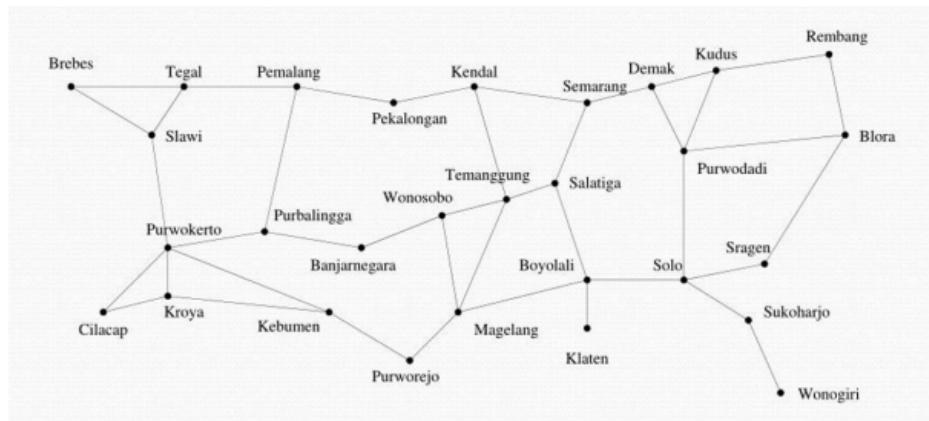 Rembang
Kudus
Brebes
Tegal
Pemalang
Kendal
Demak
Semarang
Pekalongan
Slawi
Blora
Purwodadi
Temanggung
Salatiga
Wonosobo
Purbalingga
Purwokerto
Banjarnegara
Boyolali
Solo
Sragen
Cilacap
Kroya
Kebumen
Magelang
Sukoharjo
Klaten
Purworejo
Wonogiri